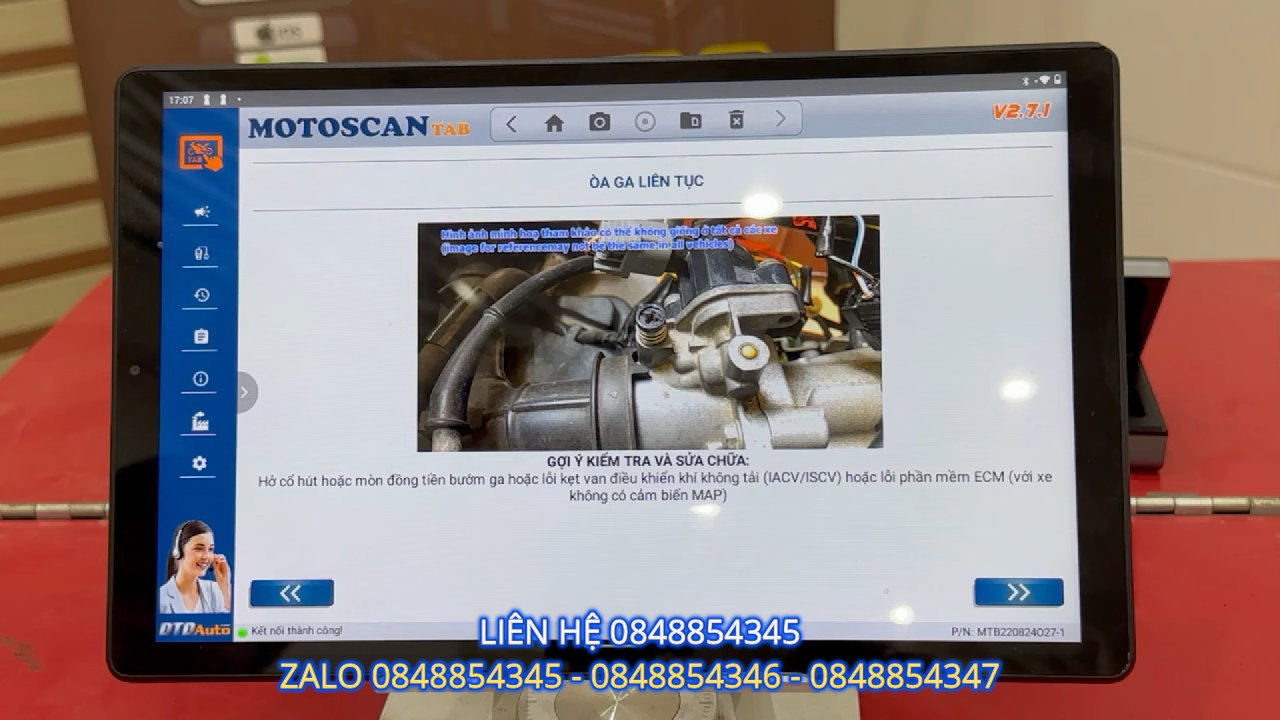 17:07
MOTOSCAN TAB
V2.7.1
TAB
ÒA GA LIÊN TỤC
Hình ảnh minh hoạ tham khảo có thể không giống ở tất cả các xe
(image for referencemay not be the same in all vehicles)
GỢI Ý KIỂM TRA VÀ SỬA CHỮA:
Hở cổ hút hoặc mòn đồng tiền bướm ga hoặc lỗi kẹt van điều khiển khí không tải (IACV/ISCV) hoặc lỗi phần mềm ECM (với xe
không có cảm biến MAP)
OTOAuto
Kết nối thành công!
P/N: MTB220824027-1
LIÊN HỆ 0848854345
ZALO 0848854345 - 0848854346 - 0848854347